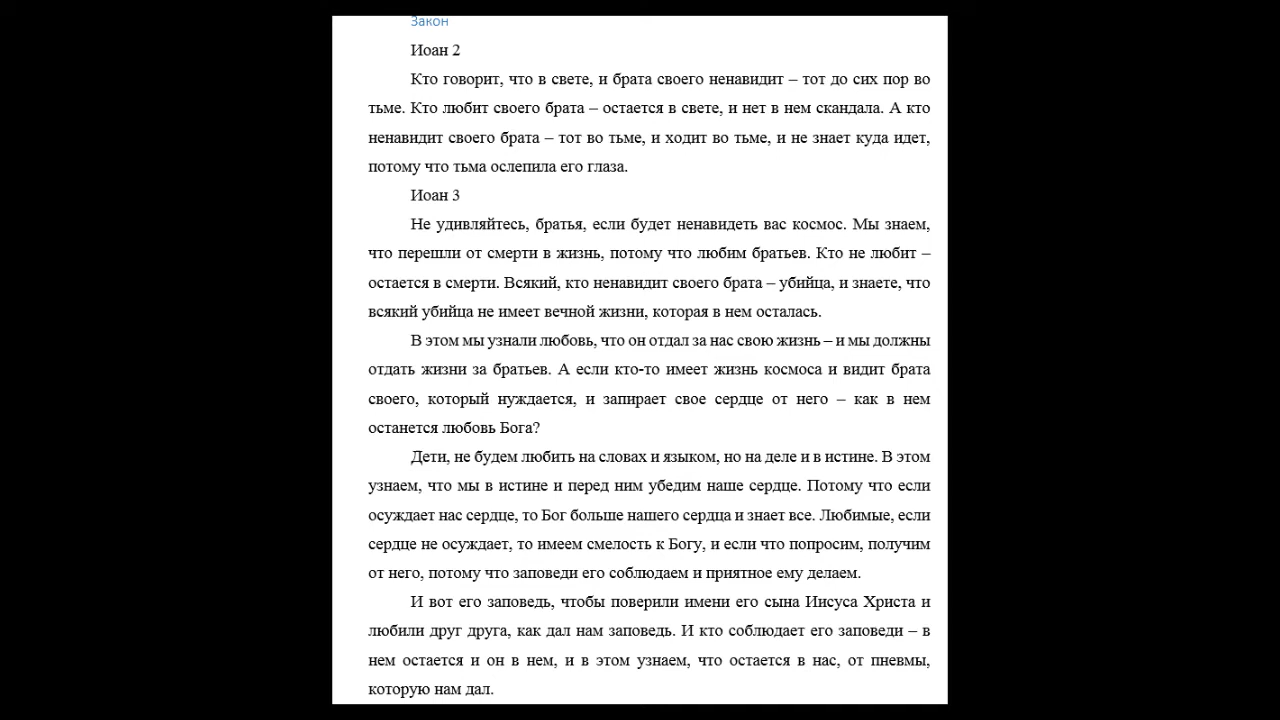 Закон
Иоан 2
Кто говорит, что в свете, и брата своего ненавидит – тот до сих пор во
тьме. Кто любит своего брата – остается в свете, и нет в нем скандала. А кто
ненавидит своего брата – тот во тьме, и ходит во тьме, и не знает куда идет,
потому что тьма ослепила его глаза.
Иоан 3
Не удивляйтесь, братья, если будет ненавидеть вас космос. Мы знаем,
что перешли от смерти в жизнь, потому что любим братьев. Кто не любит –
остается в смерти. Всякий, кто ненавидит своего брата – убийца, и знаете, что
всякий убийца не имеет вечной жизни, которая в нем осталась.
В этом мы узнали любовь, что он отдал за нас свою жизнь – и мы должны
отдать жизни за братьев. А если кто-то имеет жизнь космоса и видит брата
своего, который нуждается, и запирает свое сердце от него – как в нем
останется любовь Бога?
Дети, не будем любить на словах и языком, но на деле и в истине. В этом
узнаем, что мы в истине и перед ним убедим наше сердце. Потому что если
осуждает нас сердце, то Бог больше нашего сердца и знает все. Любимые, если
сердце не осуждает, то имеем смелость к Богу, и если что попросим, получим
от него, потому что заповеди его соблюдаем и приятное ему делаем.
И вот его заповедь, чтобы поверили имени его сына Иисуса Христа и
любили друг друга, как дал нам заповедь. И кто соблюдает его заповеди – в
нем остается и он в нем, и в этом узнаем, что остается в нас, от пневмы,
которую нам дал.